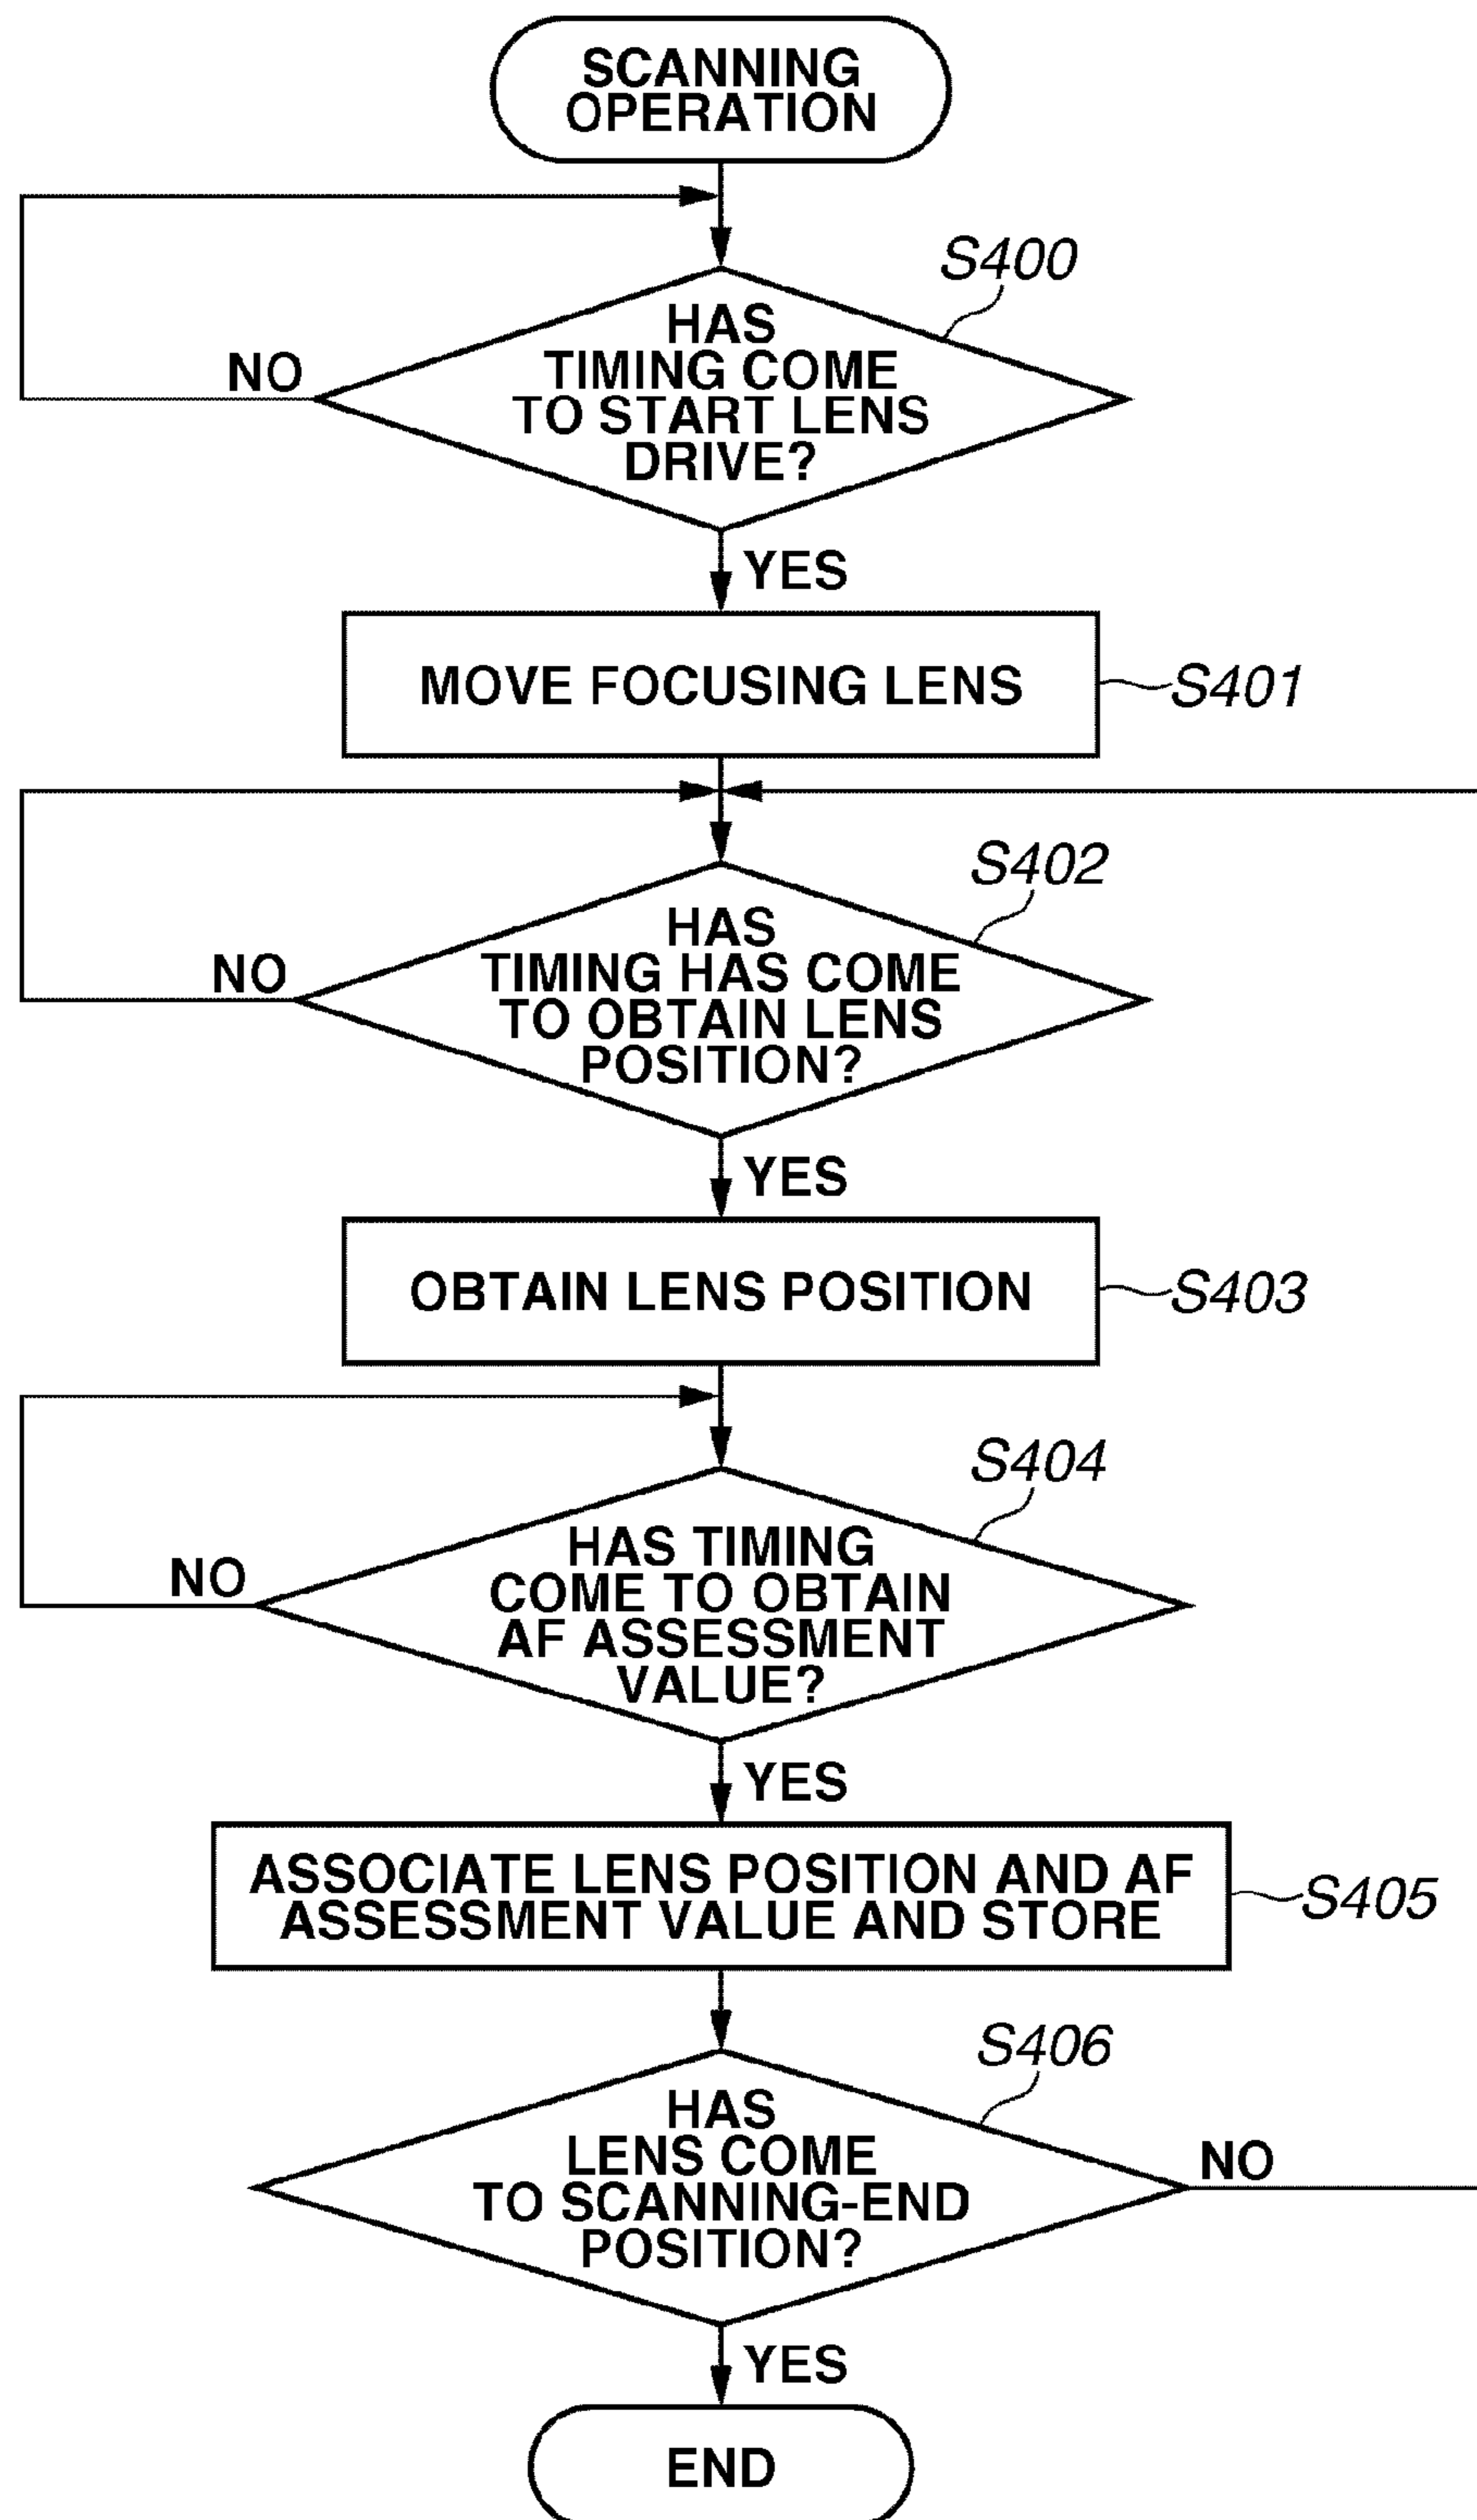 SCANNING
OPERATION
S400
HAS
TIMING COME
TO START LENS
DRIVE?
NO
YES
MOVE FOCUSING LENS
S401
S402
HAS
TIMING HAS COME
TO OBTAIN LENS
POSITION?
NO
YES
OBTAIN LENS POSITION
S403
S404
HAS TIMING
COME TO OBTAIN
AF ASSESSMENT
VALUE?
NO
YES
ASSOCIATE LENS POSITION AND AF
ASSESSMENT VALUE AND STORE
S405
S406
HAS
LENS COME
TO SCANNING-END
POSITION?
NO
YES
END